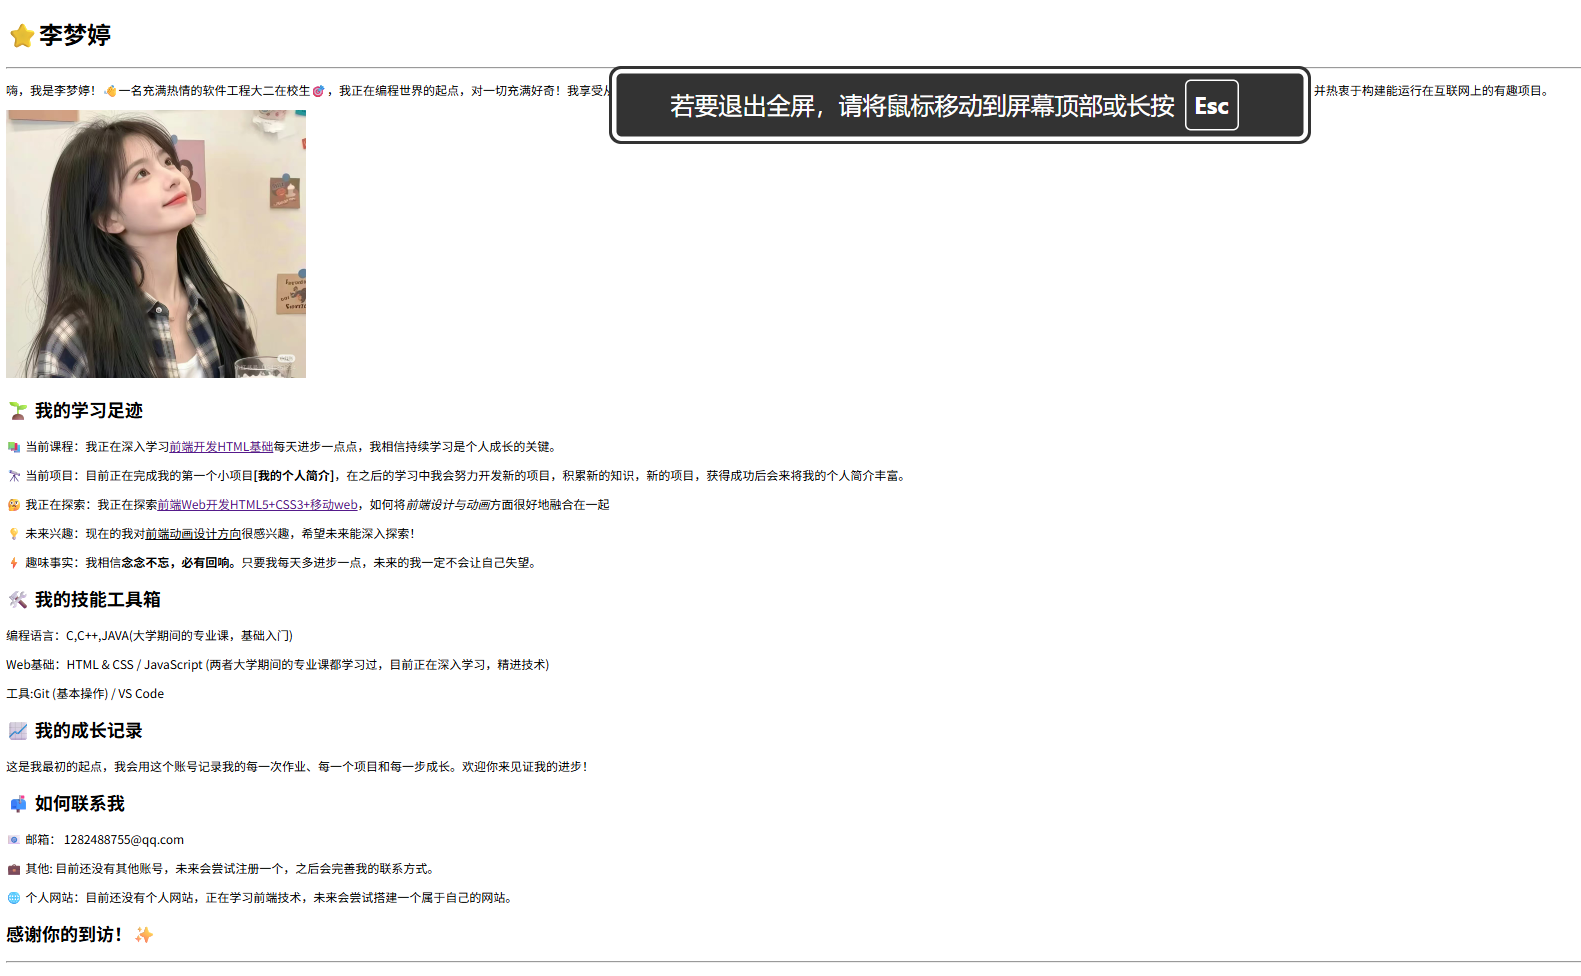 ⭐李梦婷
嗨，我是李梦婷！👋一名充满热情的软件工程大二在校生🎯，我正在编程世界的起点，对一切充满好奇！我享受
并热衷于构建能运行在互联网上的有趣项目。
若要退出全屏，请将鼠标移动到屏幕顶部或长按 Esc
🌱 我的学习足迹
📚 当前课程：我正在深入学习前端开发HTML基础每天进步一点点，我相信持续学习是个人成长的关键。
🔭 当前项目：目前正在完成我的第一个小项目[我的个人简介]，在之后的学习中我会努力开发新的项目，积累新的知识，新的项目，获得成功后会来将我的个人简介丰富。
🤔 我正在探索：我正在探索前端Web开发HTML5+CSS3+移动web，如何将前端设计与动画方面很好地融合在一起
💡 未来兴趣：现在的我对前端动画设计方向很感兴趣，希望未来能深入探索！
⚡ 趣味事实：我相信念念不忘，必有回响。只要我每天多进步一点，未来的我一定不会让自己失望。
🛠️ 我的技能工具箱
编程语言：C,C++,JAVA(大学期间的专业课，基础入门)
Web基础：HTML & CSS / JavaScript (两者大学期间的专业课都学习过，目前正在深入学习，精进技术)
工具:Git (基本操作) / VS Code
📈 我的成长记录
这是我最初的起点，我会用这个账号记录我的每一次作业、每一个项目和每一步成长。欢迎你来见证我的进步！
📫 如何联系我
📧 邮箱： 1282488755@qq.com
💼 其他: 目前还没有其他账号，未来会尝试注册一个，之后会完善我的联系方式。
🌐 个人网站：目前还没有个人网站，正在学习前端技术，未来会尝试搭建一个属于自己的网站。
感谢你的到访！✨